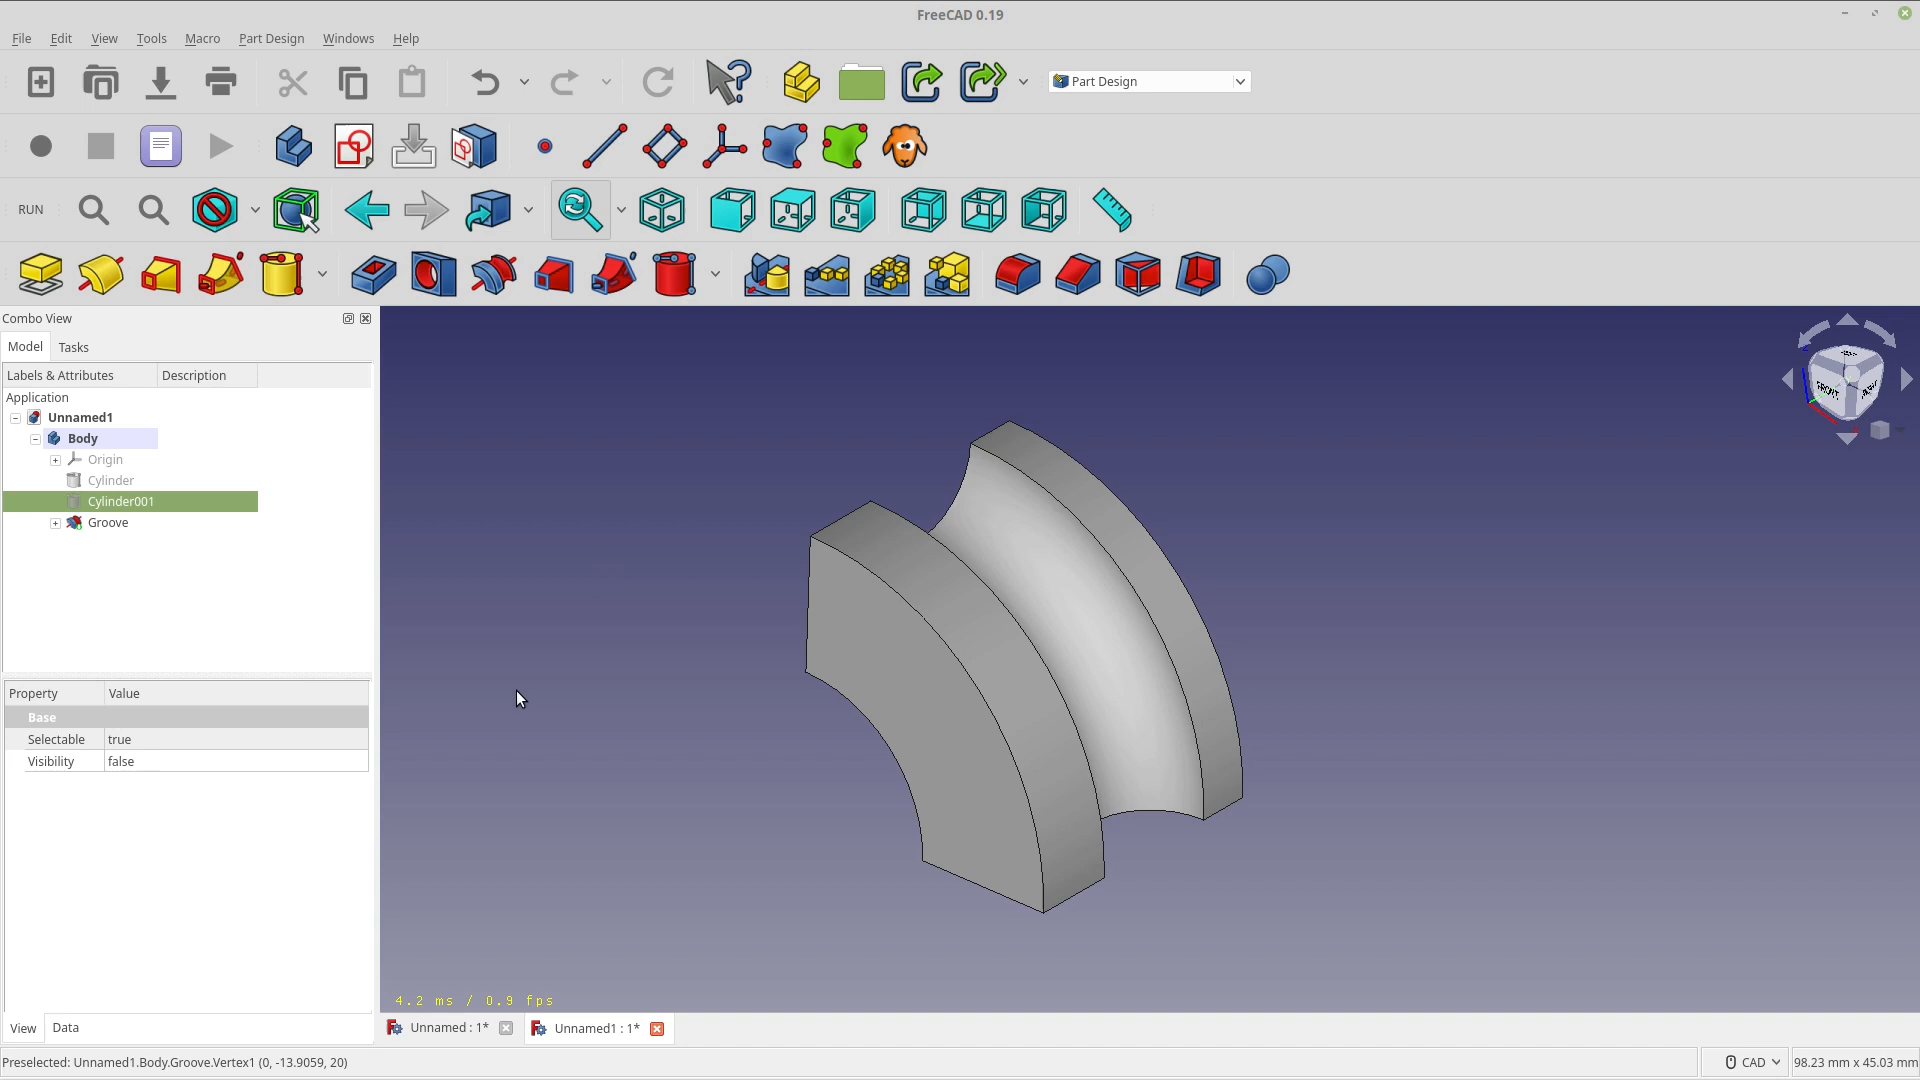 FreeCAD 0.19
File Edit View Tools Macro Part Design Windows Help
Part Design
RUN
Combo View
Model Tasks
Labels & Attributes Description
Application
Unnamed1
Body
Origin
Cylinder
Cylinder001
Groove
Property Value
Base
Selectable true
Visibility false
FRONT
4.2 ms / 0.9 fps
View Data
Unnamed : 1*
Unnamed1 : 1*
Preselected: Unnamed1.Body.Groove.Vertex1 (0, -13.9059, 20)
CAD
98.23 mm x 45.03 mm